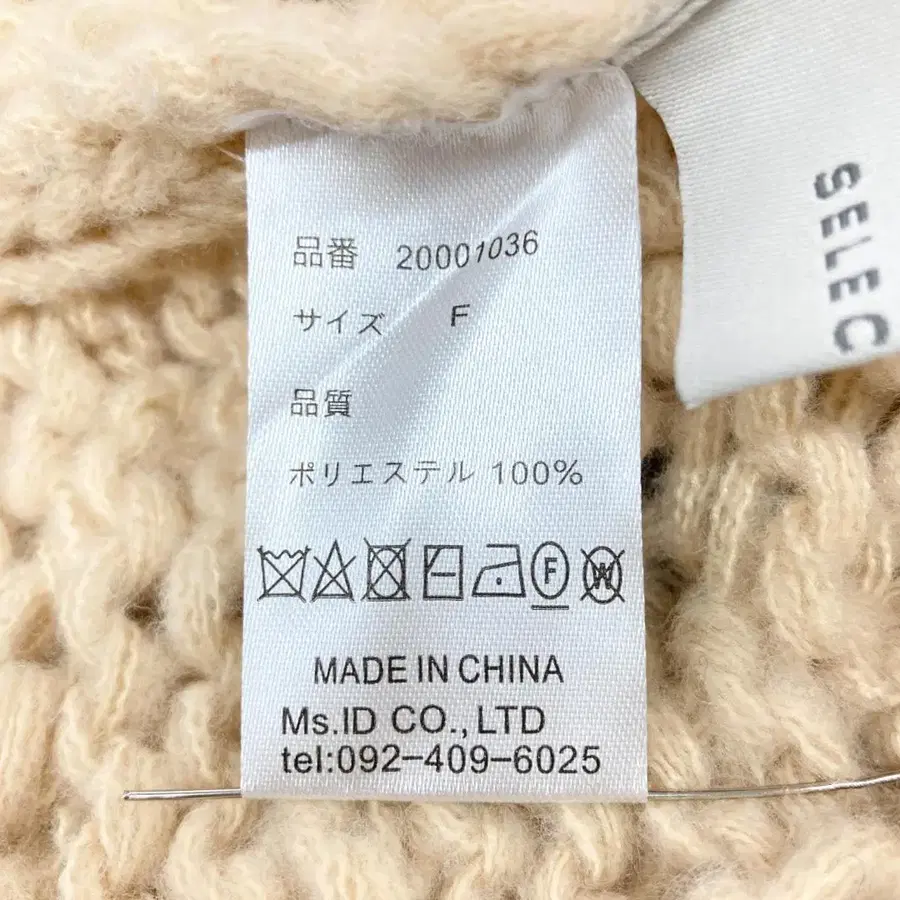 品番 20001036
サイズ F
品質
ポリエステル 100%
F W
MADE IN CHINA
Ms.ID CO.,LTD
tel:092-409-6025
SELEC